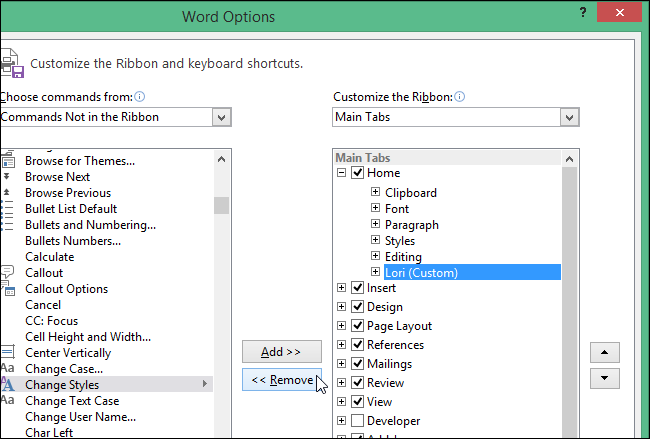 Word Options
?
Customize the Ribbon and keyboard shortcuts.
Choose commands from:
Commands Not in the Ribbon
Browse for Themes...
Browse Next
Browse Previous
Bullet List Default
Bullets and Numbering...
Bullets Numbers...
Calculate
Callout
Callout Options
Cancel
CC: Focus
Cell Height and Width...
Center Vertically
Aa Change Case...
Change Styles
Aa Change Text Case
Change User Name...
Char Left
Add >>
<< Remove
Customize the Ribbon:
Main Tabs
Main Tabs
Home
Clipboard
Font
Paragraph
Styles
Editing
Lori (Custom)
Insert
Design
Page Layout
References
Mailings
Review
View
Developer